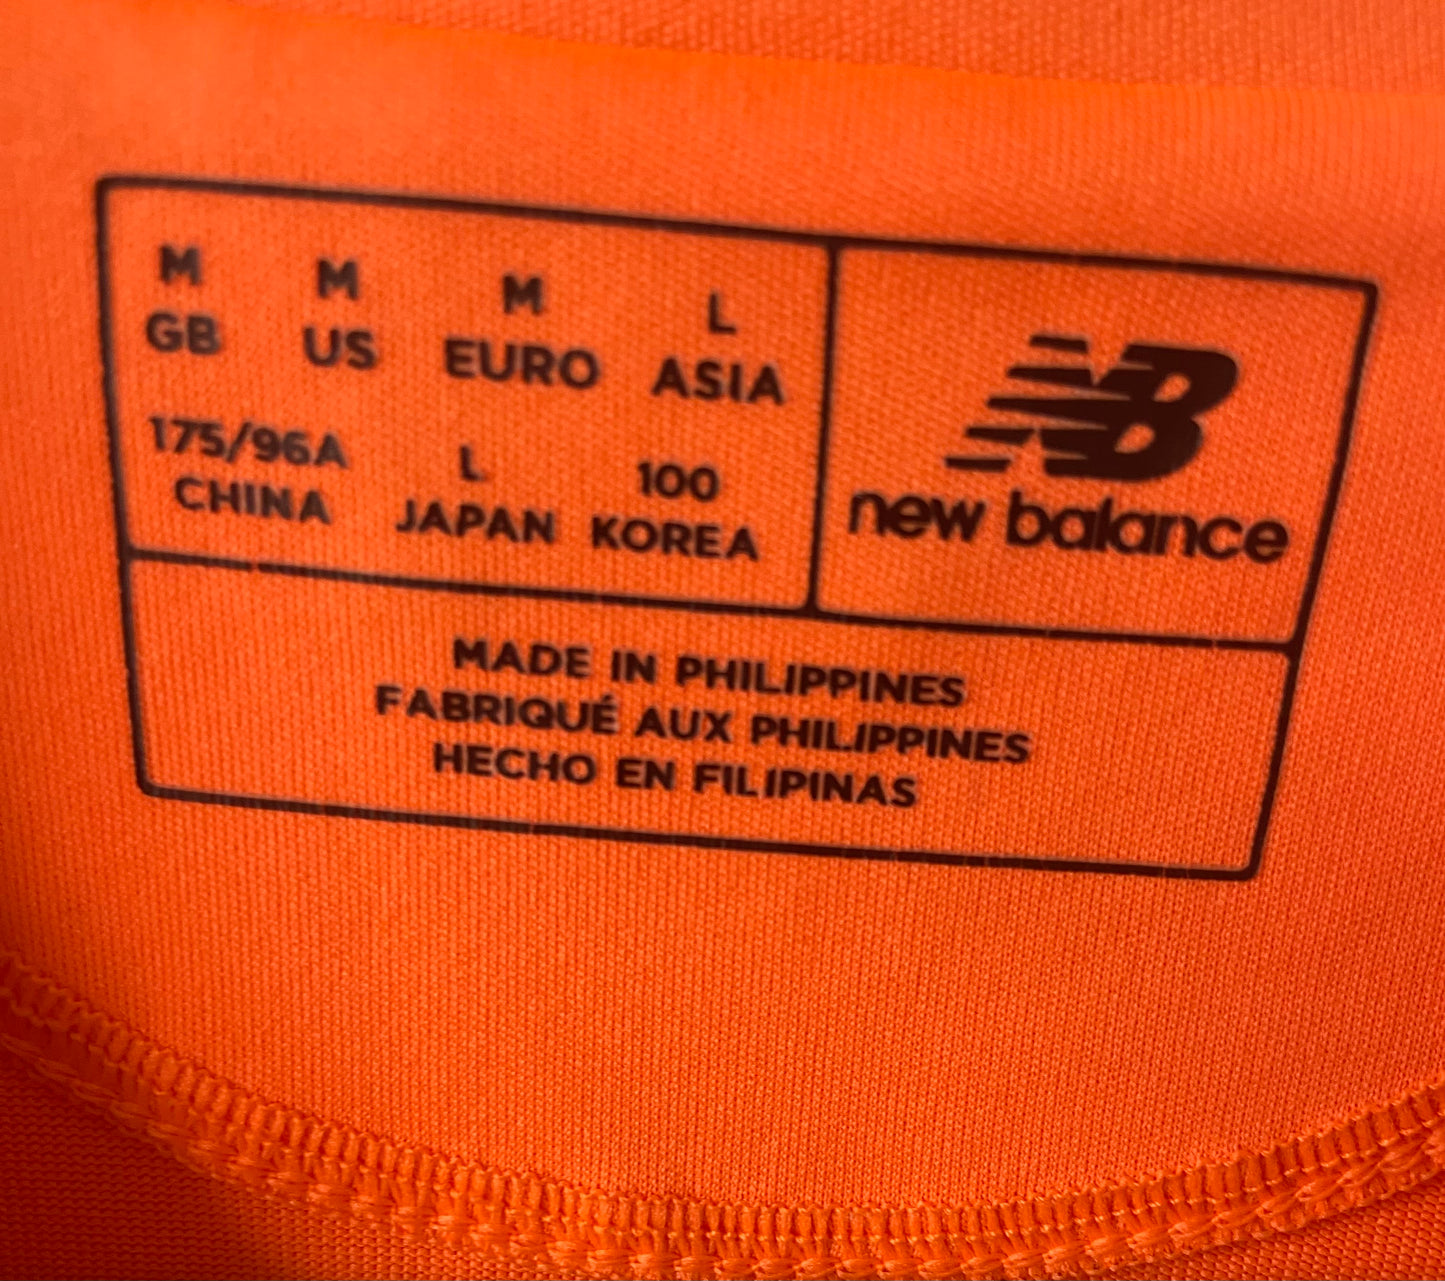 M M M L
GB US EURO ASIA
175/96A L 100
CHINA JAPAN KOREA
NB
new balance
MADE IN PHILIPPINES
FABRIQUÉ AUX PHILIPPINES
HECHO EN FILIPINAS